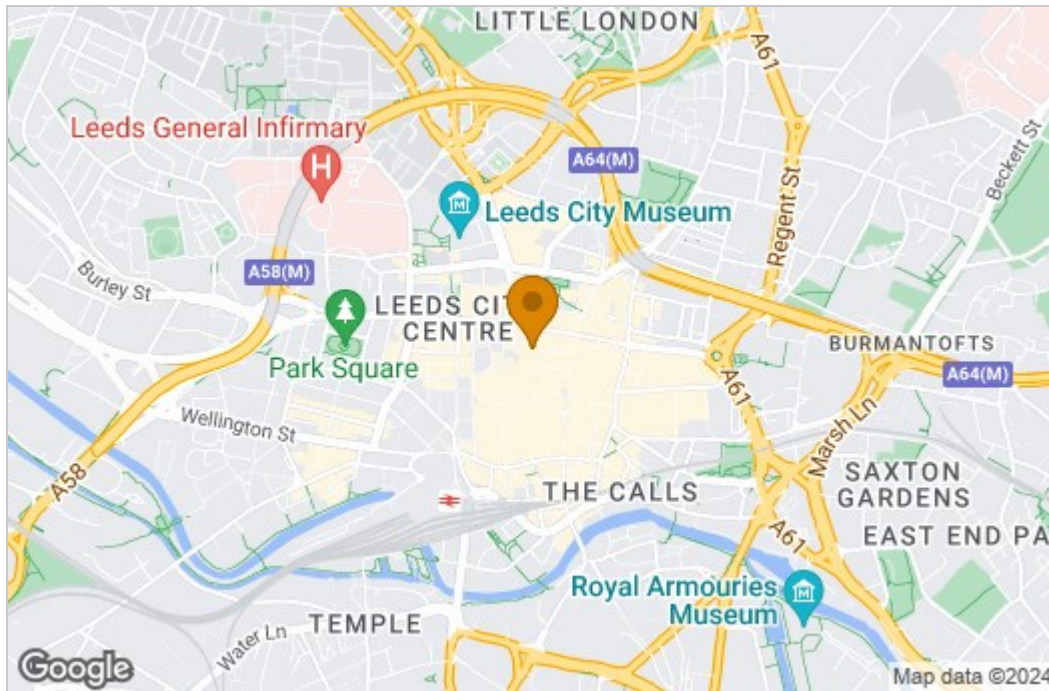 LITTLE LONDON
A61
A61
Leeds General Infirmary
H
A64(M)
Beckett St
M
Leeds City Museum
Regent St
A58(M)
Burley St
LEEDS CIT
CENTRE
Park Square
BURMANTOFTS
A64(M)
A61
Wellington St
Marsh Ln
A58
THE CALLS
SAXTON
GARDENS
A61
EAST END PA
Royal Armouries
Museum
M
TEMPLE
Water Ln
Google
Map data ©2024